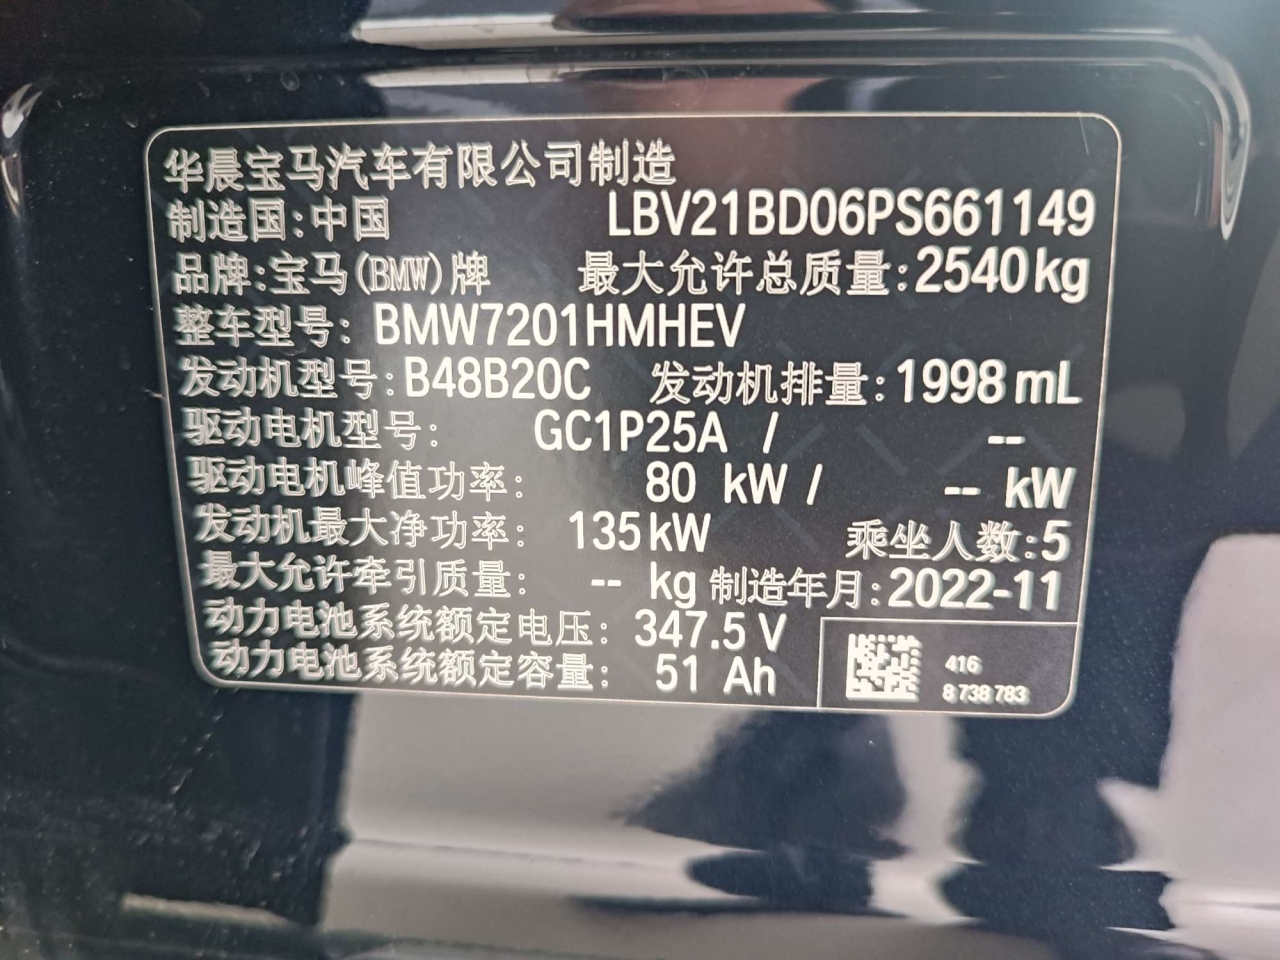 华晨宝马汽车有限公司制造
制造国:中国 LBV21BD06PS661149
品牌:宝马(BMW)牌 最大允许总质量:2540kg
整车型号: BMW7201HMHEV
发动机型号:B48B20C 发动机排量:1998mL
驱动电机型号: GC1P25A / --
驱动电机峰值功率: 80 kW / -- kW
发动机最大净功率: 135kW 乘坐人数:5
最大允许牵引质量: -- kg 制造年月:2022-11
动力电池系统额定电压: 347.5 V
动力电池系统额定容量: 51 Ah
416
8 738 783